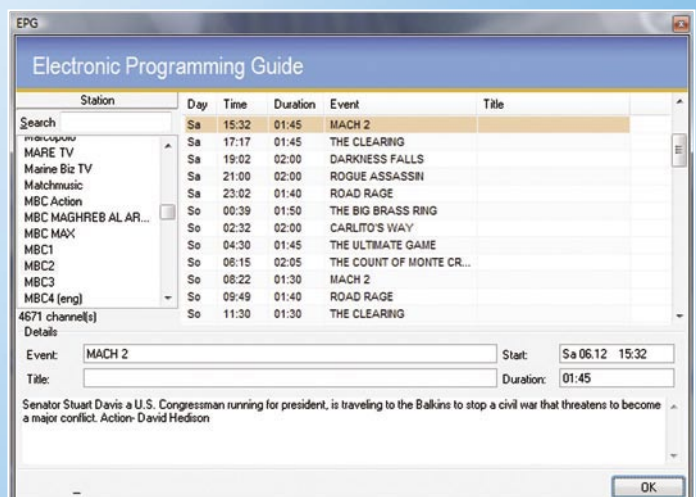 EPG
Electronic Programming Guide
Station
Search
Marcopolo
MARE TV
Marine Biz TV
Matchmusic
MBC Action
MBC MAGHREB AL AR...
MBC MAX
MBC1
MBC2
MBC3
MBC4 (eng)
4671 channel(s)
Day Time Duration Event Title
Sa 15:32 01:45 MACH 2
Sa 17:17 01:45 THE CLEARING
Sa 19:02 02:00 DARKNESS FALLS
Sa 21:00 02:00 ROGUE ASSASSIN
Sa 23:02 01:40 ROAD RAGE
So 00:39 01:50 THE BIG BRASS RING
So 02:32 02:00 CARLITO'S WAY
So 04:30 01:45 THE ULTIMATE GAME
So 06:15 02:05 THE COUNT OF MONTE CR...
So 08:22 01:30 MACH 2
So 09:49 01:40 ROAD RAGE
So 11:30 01:30 THE CLEARING
Details
Event: MACH 2 Start: Sa 06.12 15:32
Title: Duration: 01:45
Senator Stuart Davis a U.S. Congressman running for president, is traveling to the Balkins to stop a civil war that threatens to become
a major conflict. Action- David Hedison
OK